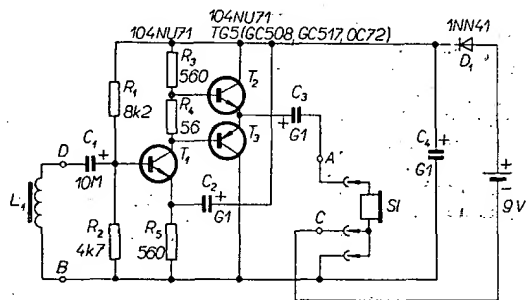 104NU71
104NU71 TG5(GC508,GC517,OC72)
1NN41
D1
R3
560
T2
R1
8k2
R4
56
C3
G1
T3
C1
10M
D
T1
A
C4
G1
L1
C2
G1
Sl
C
9V
R2
4k7
R5
560
B